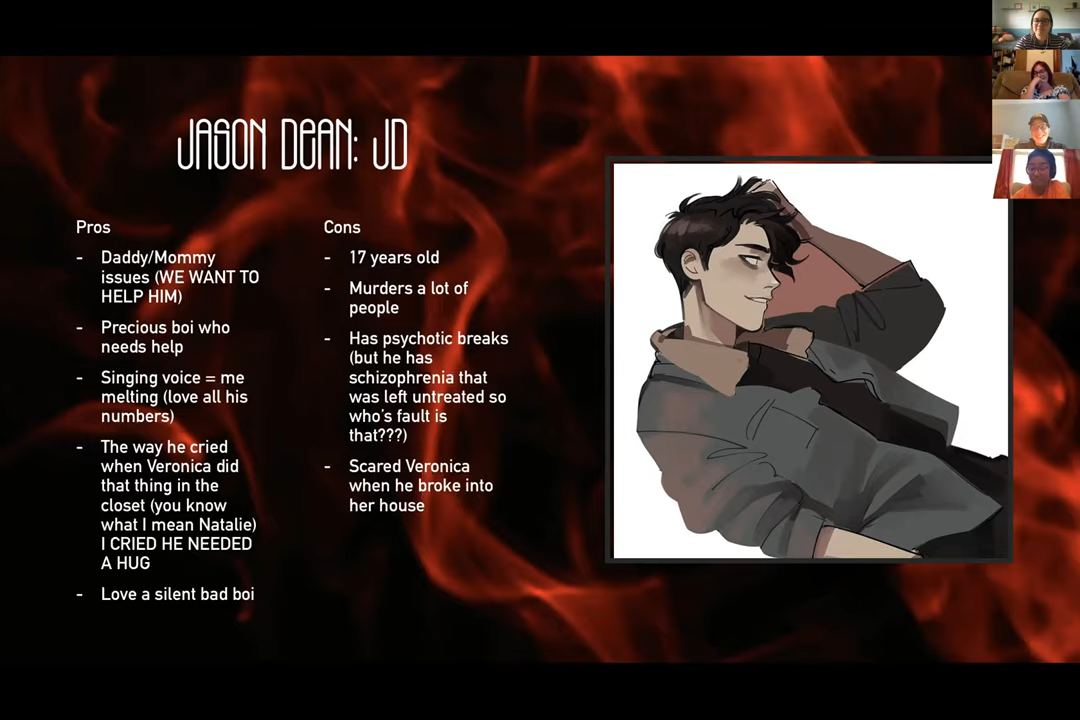 JASON DEAN: JD
Pros
- Daddy/Mommy
issues (WE WANT TO
HELP HIM)
- Precious boi who
needs help
- Singing voice = me
melting (love all his
numbers)
- The way he cried
when Veronica did
that thing in the
closet (you know
what I mean Natalie)
I CRIED HE NEEDED
A HUG
- Love a silent bad boi
Cons
- 17 years old
- Murders a lot of
people
- Has psychotic breaks
(but he has
schizophrenia that
was left untreated so
who's fault is
that???)
- Scared Veronica
when he broke into
her house